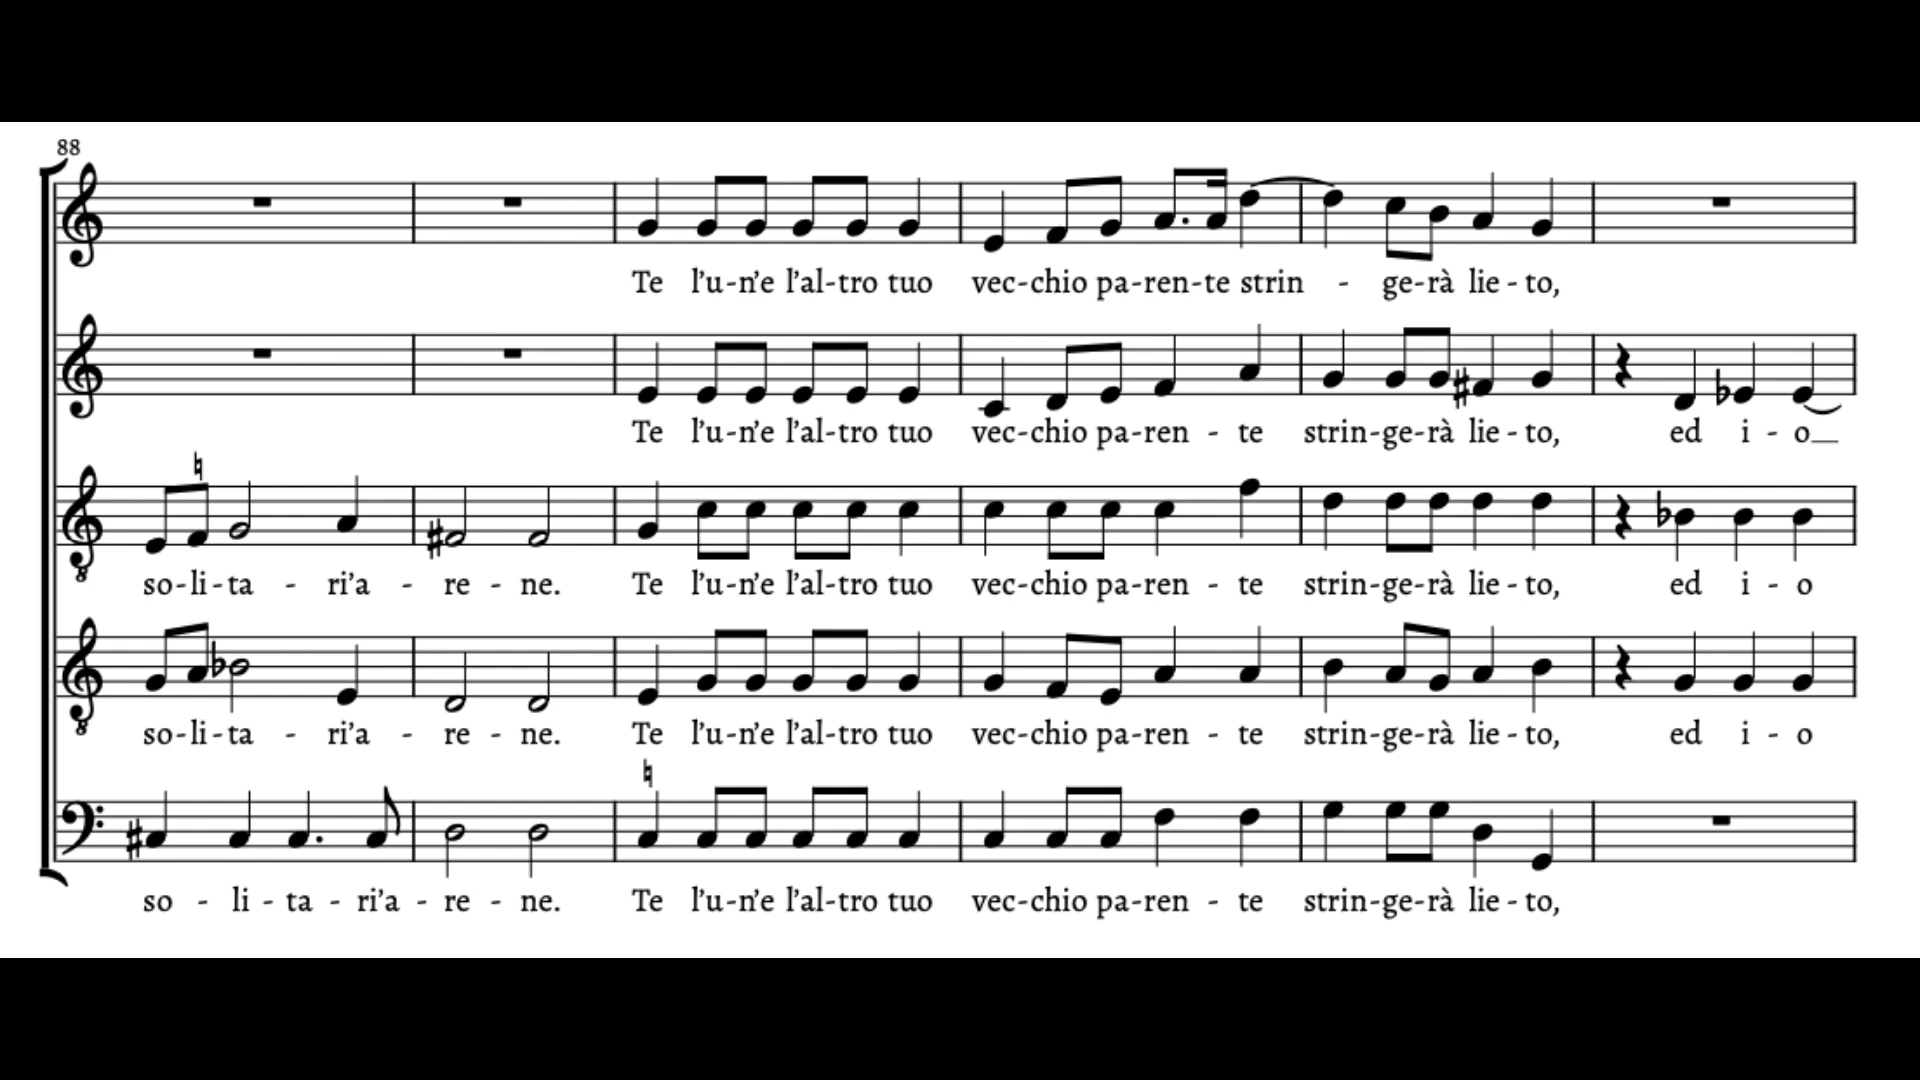 88
Te l’u-n’e l’al-tro tuo vec-chio pa-ren-te strin - ge-rà lie-to,
Te l’u-n’e l’al-tro tuo vec-chio pa-ren-te strin-ge-rà lie-to, ed i-o
so-li-ta-ri’a-re-ne. Te l’u-n’e l’al-tro tuo vec-chio pa-ren-te strin-ge-rà lie-to, ed i-o
so-li-ta-ri’a-re-ne. Te l’u-n’e l’al-tro tuo vec-chio pa-ren-te strin-ge-rà lie-to, ed i-o
so-li-ta-ri’a-re-ne. Te l’u-n’e l’al-tro tuo vec-chio pa-ren-te strin-ge-rà lie-to,